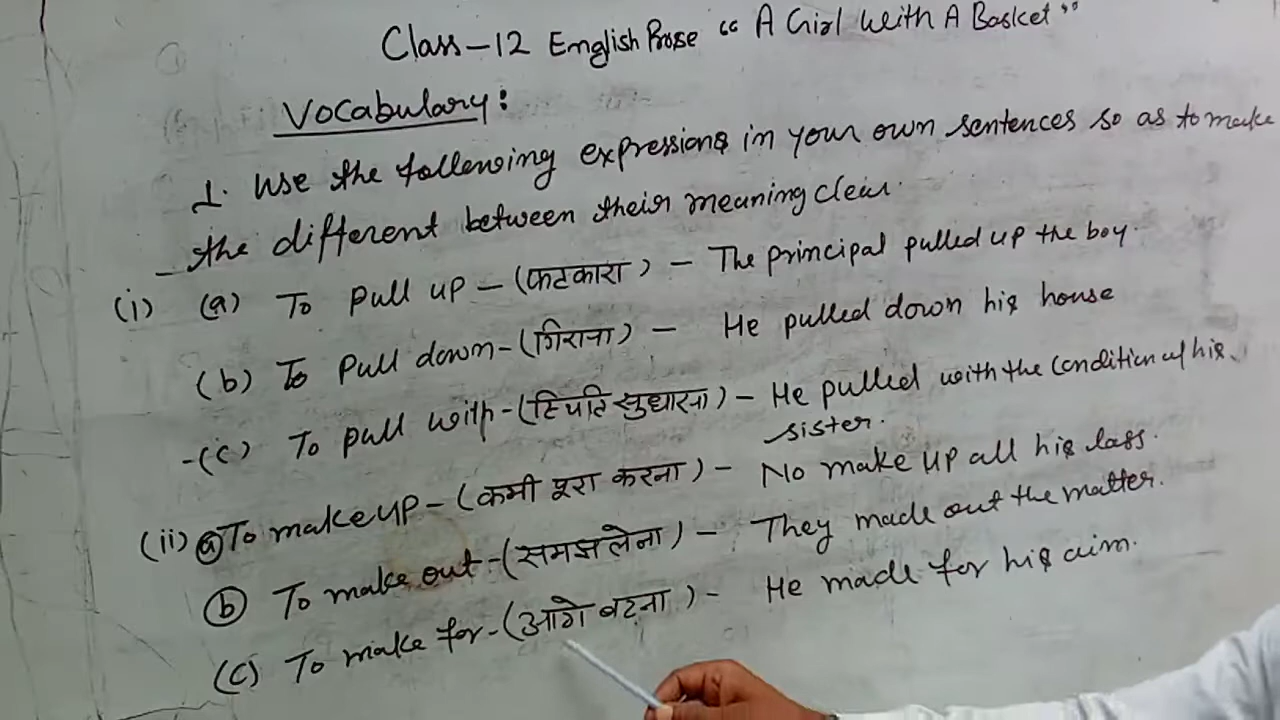 Class-12 English Prose "A Girl With A Basket"
Vocabulary:
1. Use the following expressions in your own sentences so as to make
the different between their meaning clear.
(i) (a) To Pull up - (फटकारा) - The principal pulled up the boy.
(b) To Pull down - (गिराना) - He pulled down his house
(c) To pull with - (स्थिति सुधारना) - He pulled with the condition of his
sister.
(ii) (a) To make up - (कमी पूरा करना) - No make up all his lass.
(b) To make out - (समझ लेना) - They made out the matter.
(c) To make for - (आगे बढ़ना) - He made for his aim.